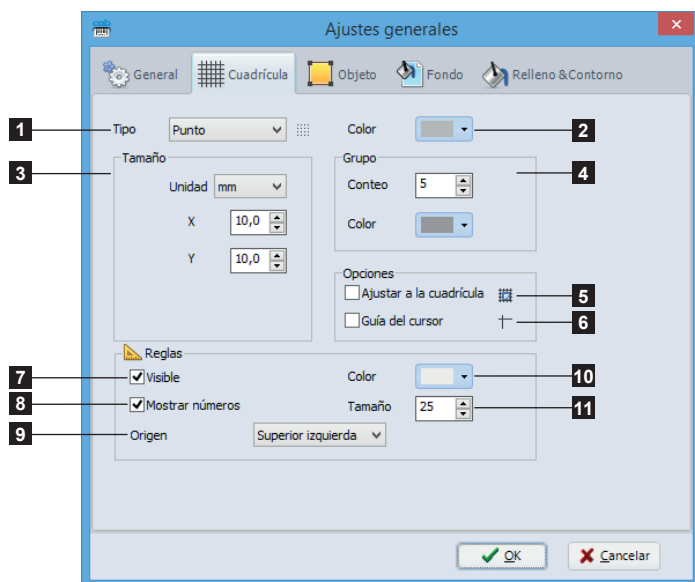 cab
Ajustes generales
General Cuadrícula Objeto Fondo Relleno &Contorno
1 Tipo Punto Color 2
3 Tamaño Grupo 4
Unidad mm Conteo 5
X 10,0 Color
Y 10,0
Opciones
Ajustar a la cuadrícula 5
Guía del cursor 6
Reglas
7 Visible Color 10
8 Mostrar números Tamaño 25 11
9 Origen Superior izquierda
OK Cancelar